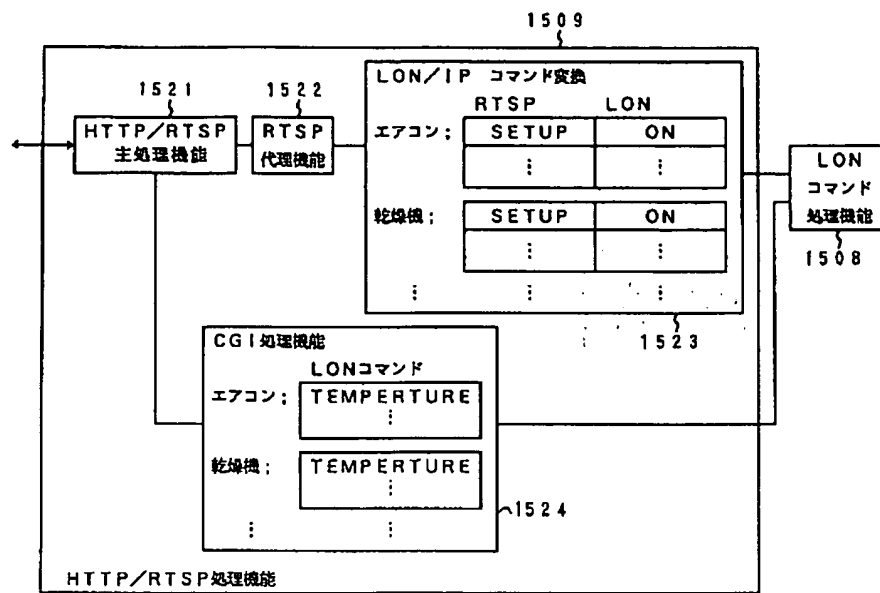 1509
1521
1522
HTTP/RTSP
主処理機能
RTSP
代理機能
LON/IP コマンド変換
RTSP LON
エアコン; SETUP ON
⋮ ⋮
乾燥機; SETUP ON
⋮ ⋮
⋮ ⋮ ⋮
1523
LON
コマンド
処理機能
1508
CGI処理機能
LONコマンド
エアコン; TEMPERTURE
⋮
乾燥機; TEMPERTURE
⋮
⋮ ⋮
1524
HTTP/RTSP処理機能